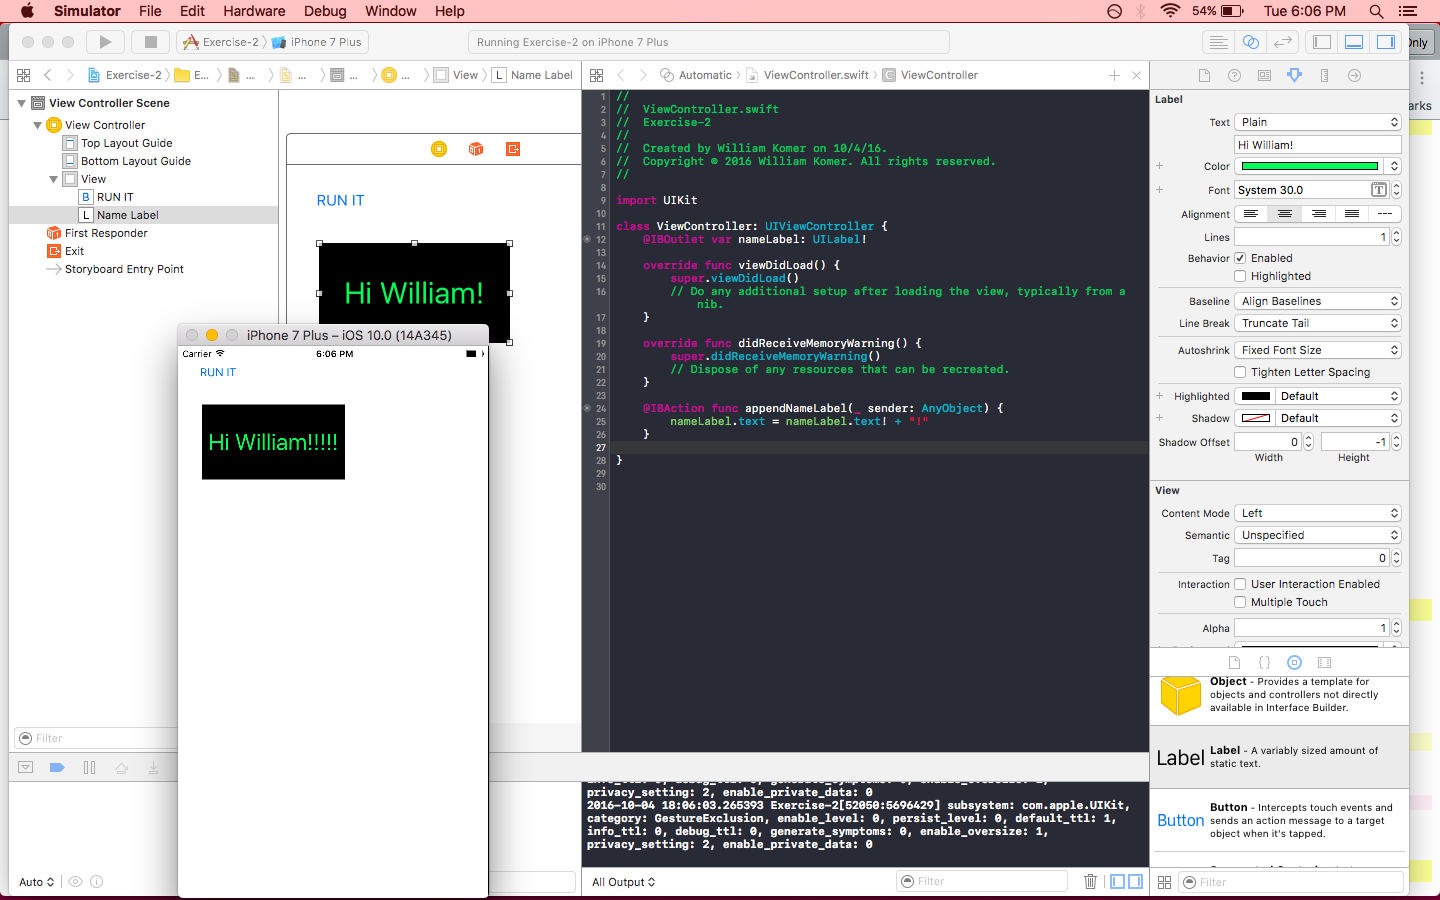 Simulator File Edit Hardware Debug Window Help
54% Tue 6:06 PM
Exercise-2 iPhone 7 Plus
Running Exercise-2 on iPhone 7 Plus
Only
Exercise-2 E... ... ... ... ... View L Name Label
Automatic ViewController.swift C ViewController
arks
View Controller Scene
View Controller
Top Layout Guide
Bottom Layout Guide
View
B RUN IT
L Name Label
First Responder
Exit
Storyboard Entry Point
Filter
Auto
RUN IT
Hi William!
iPhone 7 Plus – iOS 10.0 (14A345)
Carrier 6:06 PM
RUN IT
Hi William!!!!!
1 //
2 // ViewController.swift
3 // Exercise-2
4 //
5 // Created by William Komer on 10/4/16.
6 // Copyright © 2016 William Komer. All rights reserved.
7 //
8
9 import UIKit
10
11 class ViewController: UIViewController {
12 @IBOutlet var nameLabel: UILabel!
13
14 override func viewDidLoad() {
15 super.viewDidLoad()
16 // Do any additional setup after loading the view, typically from a
nib.
17 }
18
19 override func didReceiveMemoryWarning() {
20 super.didReceiveMemoryWarning()
21 // Dispose of any resources that can be recreated.
22 }
23
24 @IBAction func appendNameLabel(_ sender: AnyObject) {
25 nameLabel.text = nameLabel.text! + "!"
26 }
27
28 }
29
30
info_ttl: 0, debug_ttl: 0, generate_symptoms: 0, enable_oversize: 1,
privacy_setting: 2, enable_private_data: 0
2016-10-04 18:06:03.265393 Exercise-2[52050:5696429] subsystem: com.apple.UIKit,
category: GestureExclusion, enable_level: 0, persist_level: 0, default_ttl: 1,
info_ttl: 0, debug_ttl: 0, generate_symptoms: 0, enable_oversize: 1,
privacy_setting: 2, enable_private_data: 0
All Output
Filter
Label
Text Plain
Hi William!
Color
Font System 30.0
Alignment
Lines 1
Behavior Enabled
Highlighted
Baseline Align Baselines
Line Break Truncate Tail
Autoshrink Fixed Font Size
Tighten Letter Spacing
Highlighted Default
Shadow Default
Shadow Offset 0 -1
Width Height
View
Content Mode Left
Semantic Unspecified
Tag 0
Interaction User Interaction Enabled
Multiple Touch
Alpha 1
Object - Provides a template for
objects and controllers not directly
available in Interface Builder.
Label
Label - A variably sized amount of
static text.
Button
Button - Intercepts touch events and
sends an action message to a target
object when it's tapped.
Filter